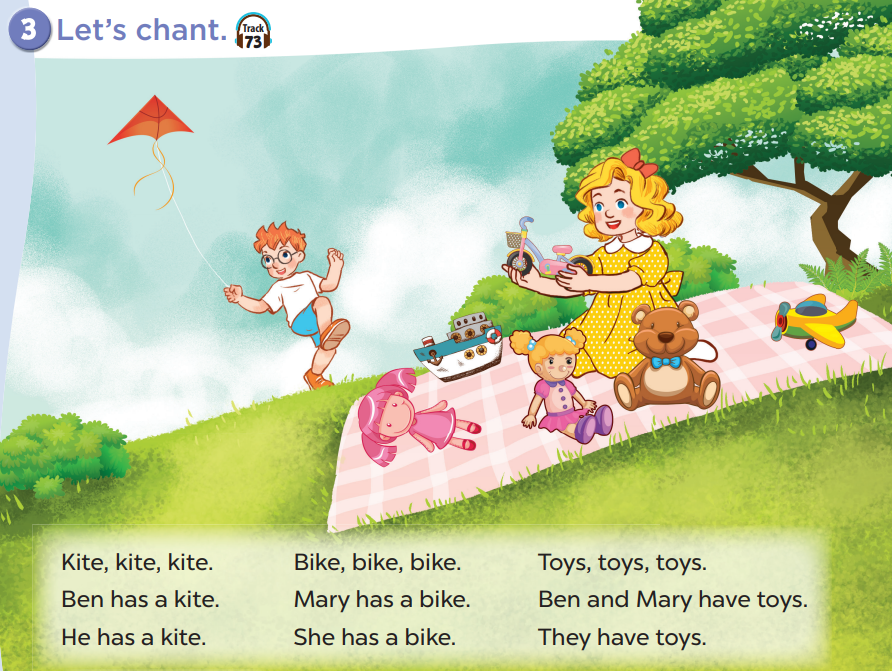 3 Let's chant. Track 73
Kite, kite, kite.
Ben has a kite.
He has a kite.
Bike, bike, bike.
Mary has a bike.
She has a bike.
Toys, toys, toys.
Ben and Mary have toys.
They have toys.